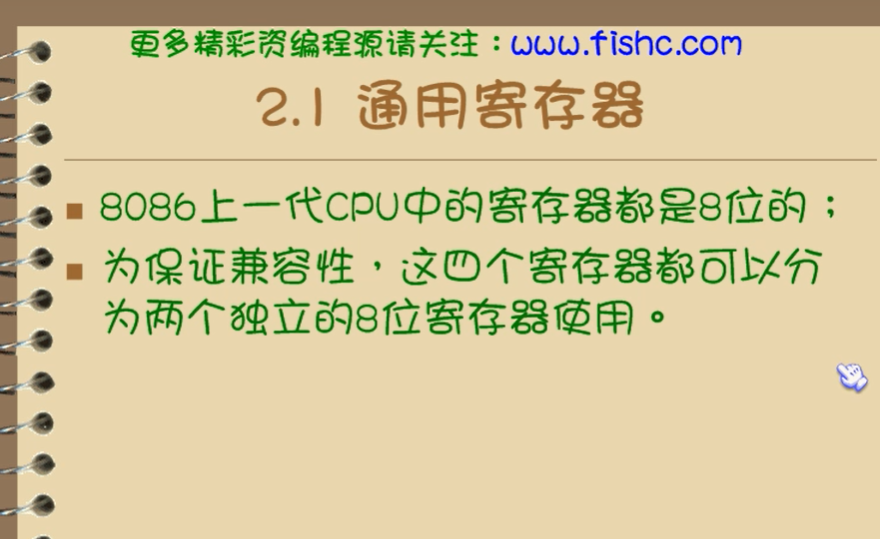 更多精彩资编程源请关注：www.fishc.com
2.1 通用寄存器
8086上一代CPU中的寄存器都是8位的；
为保证兼容性，这四个寄存器都可以分
为两个独立的8位寄存器使用。